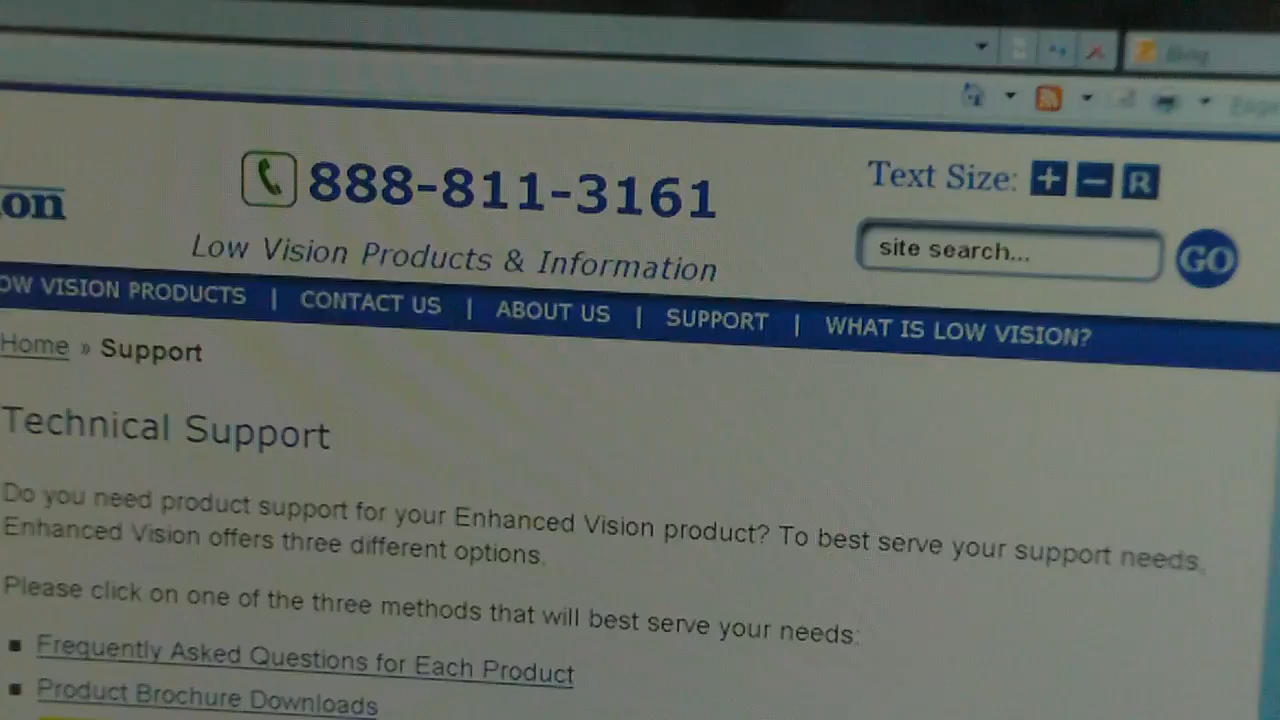 Bing
888-811-3161
Text Size: + - R
on
site search...
GO
Low Vision Products & Information
OW VISION PRODUCTS | CONTACT US | ABOUT US | SUPPORT | WHAT IS LOW VISION?
Home » Support
Technical Support
Do you need product support for your Enhanced Vision product? To best serve your support needs,
Enhanced Vision offers three different options.
Please click on one of the three methods that will best serve your needs:
Frequently Asked Questions for Each Product
Product Brochure Downloads